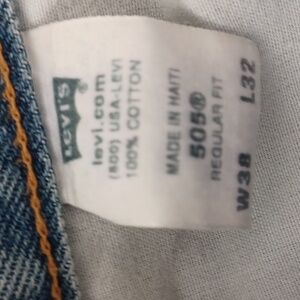 Levi's
levi.com
(800) USA-LEVI
100% COTTON
MADE IN HAITI
505®
REGULAR FIT
W38 L32